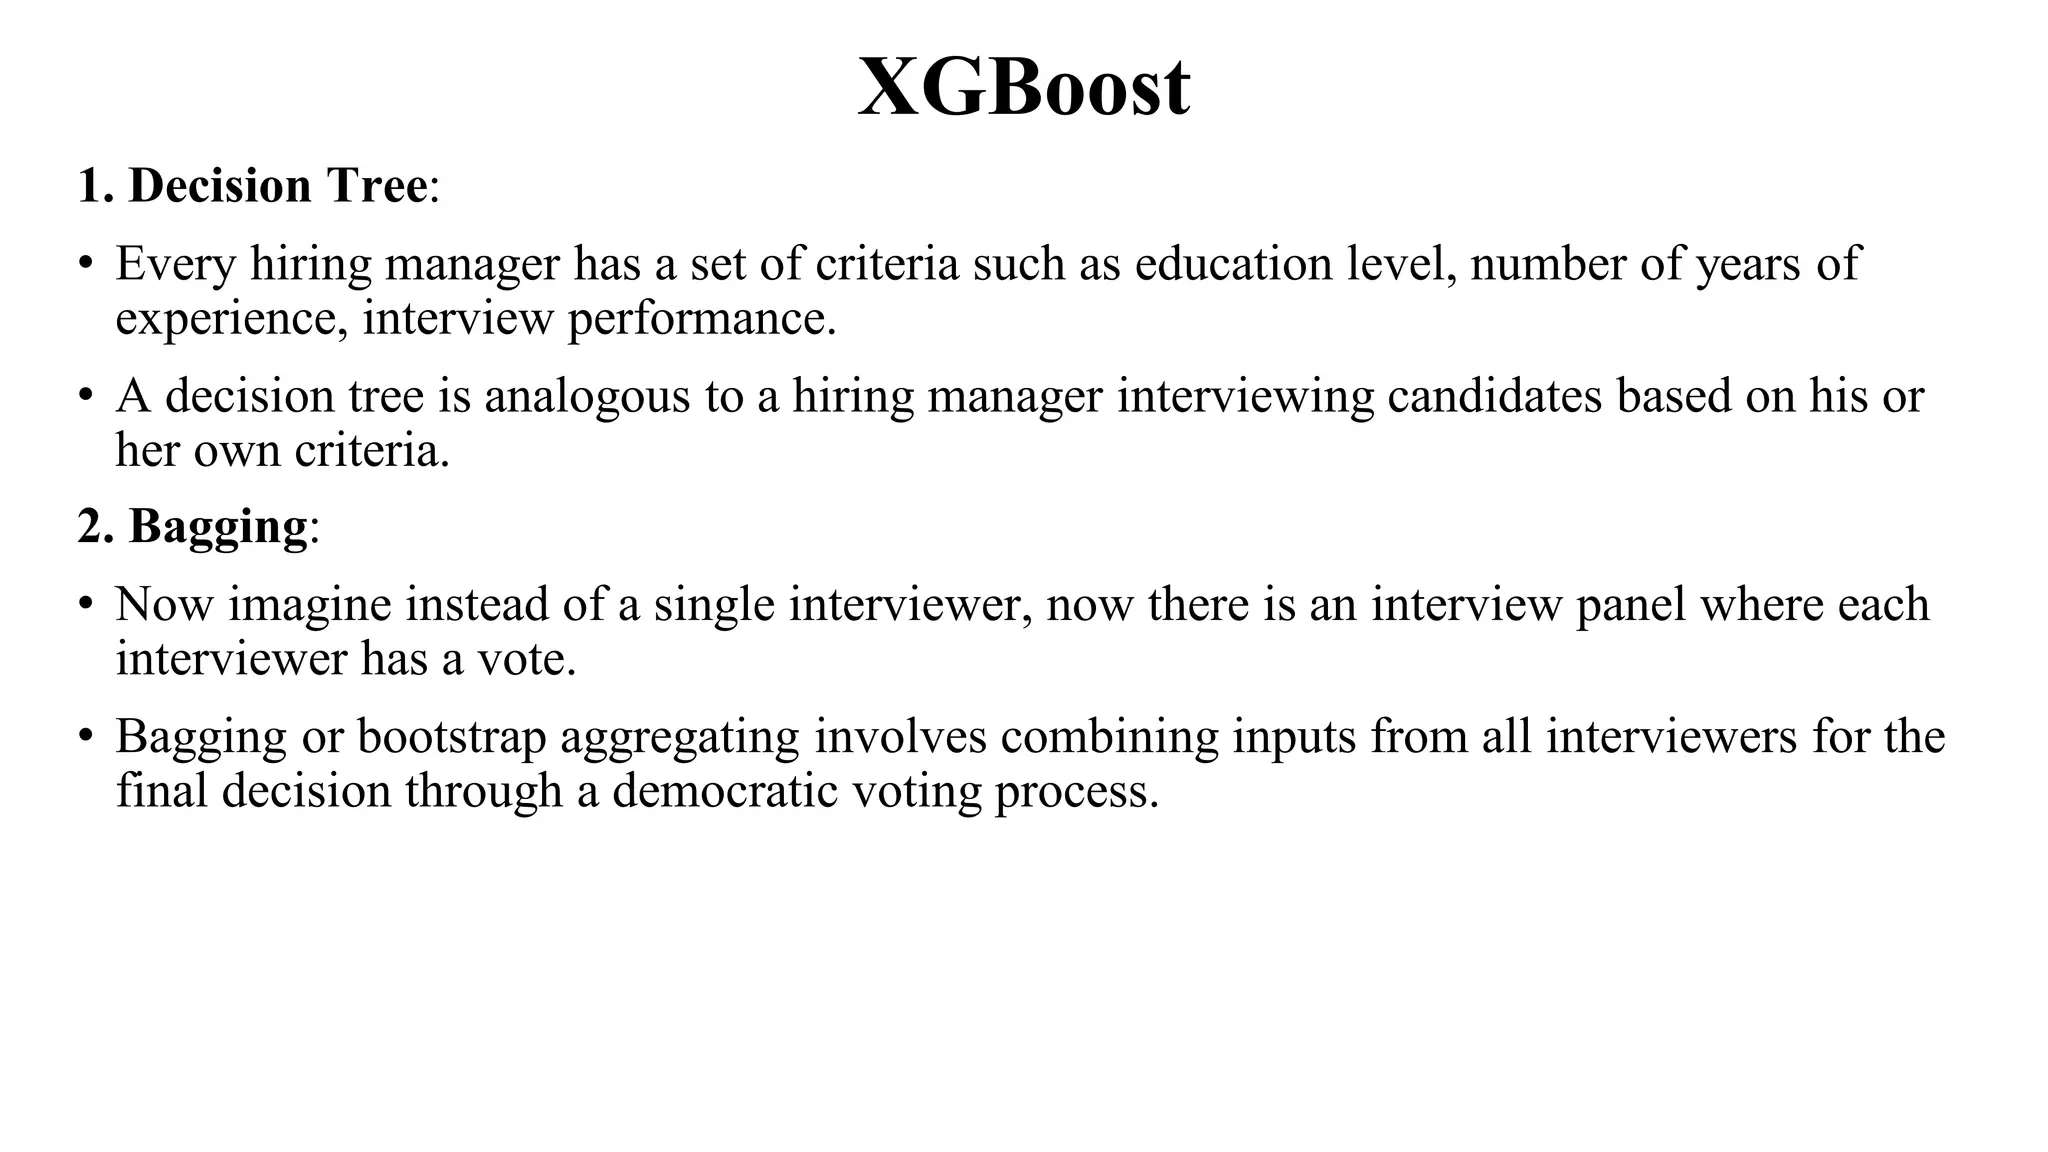 XGBoost
1. Decision Tree:
• Every hiring manager has a set of criteria such as education level, number of years of
experience, interview performance.
• A decision tree is analogous to a hiring manager interviewing candidates based on his or
her own criteria.
2. Bagging:
• Now imagine instead of a single interviewer, now there is an interview panel where each
interviewer has a vote.
• Bagging or bootstrap aggregating involves combining inputs from all interviewers for the
final decision through a democratic voting process.